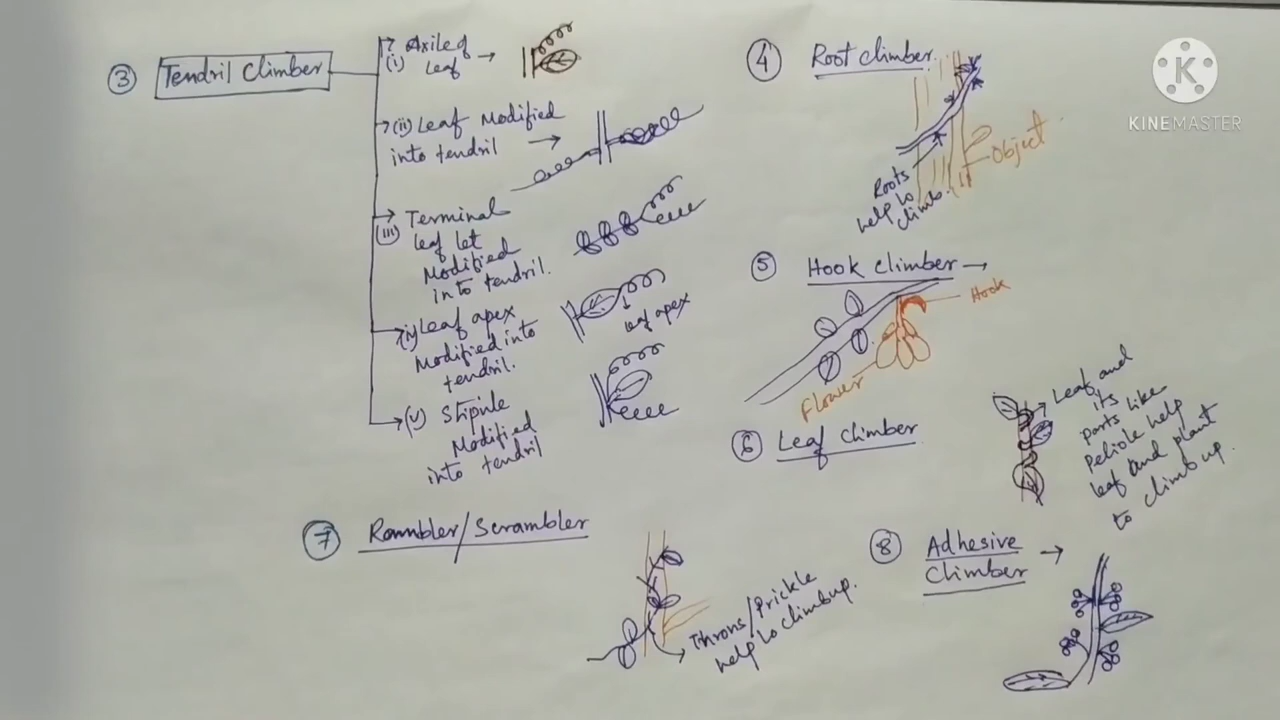 ③ Tendril Climber
(i) Axiled
Leaf →
(ii) Leaf Modified
into tendril →
(iii) Terminal
leaf let
Modified
into tendril.
(iv) Leaf apex
Modified into
tendril.
leaf apex
(v) Stipule
Modified
into tendril
④ Root climber
Object
Roots
help to
climb.
⑤ Hook climber →
Hook
Flower
⑥ Leaf climber
Leaf and
its
parts like
Petiole help
leaf and plant
to climb up.
⑦ Rambler/Scrambler
Throns/Prickle
help to climb up.
⑧ Adhesive →
Climber
K
KINEMASTER